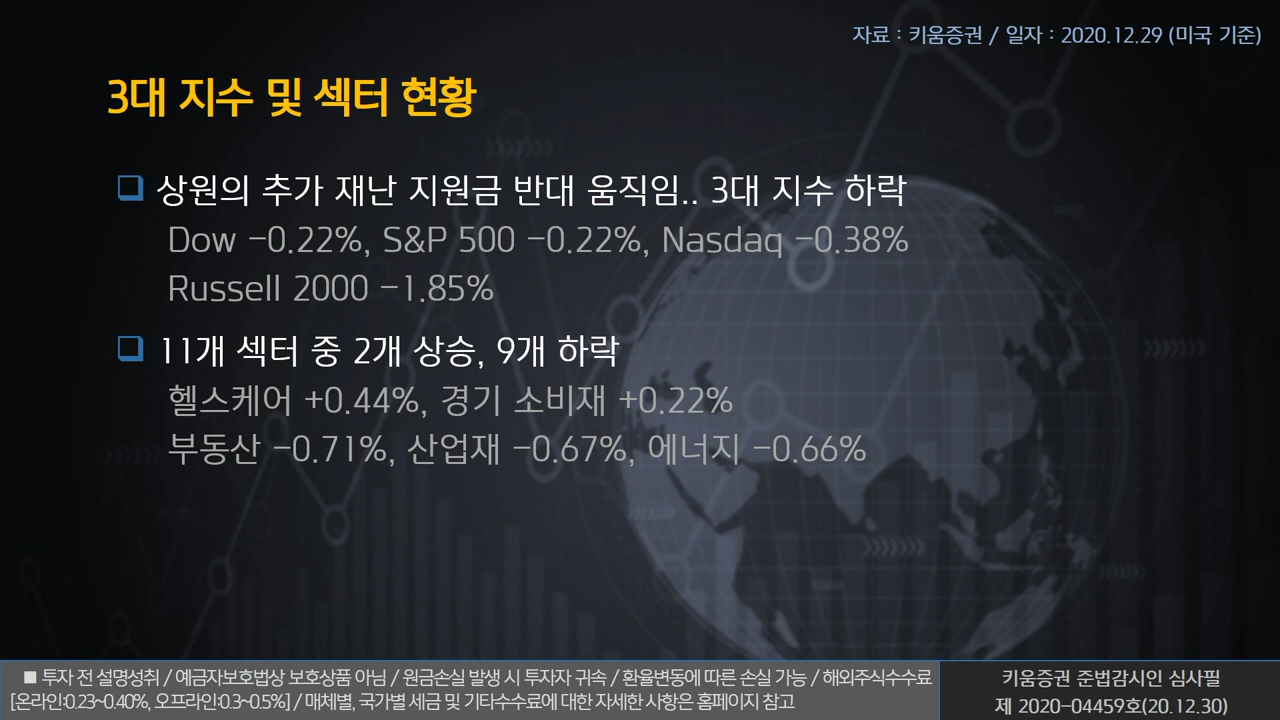 자료 : 키움증권 / 일자 : 2020.12.29 (미국 기준)
3대 지수 및 섹터 현황
❑ 상원의 추가 재난 지원금 반대 움직임.. 3대 지수 하락
Dow -0.22%, S&P 500 -0.22%, Nasdaq -0.38%
Russell 2000 -1.85%
❑ 11개 섹터 중 2개 상승, 9개 하락
헬스케어 +0.44%, 경기 소비재 +0.22%
부동산 -0.71%, 산업재 -0.67%, 에너지 -0.66%
■ 투자 전 설명성취 / 예금자보호법상 보호상품 아님 / 원금손실 발생 시 투자자 귀속 / 환율변동에 따른 손실 가능 / 해외주식수수료
[온라인:0.23~0.40%, 오프라인:0.3~0.5%] / 매체별, 국가별 세금 및 기타수수료에 대한 자세한 사항은 홈페이지 참고
키움증권 준법감시인 심사필
제 2020-04459호(20.12.30)